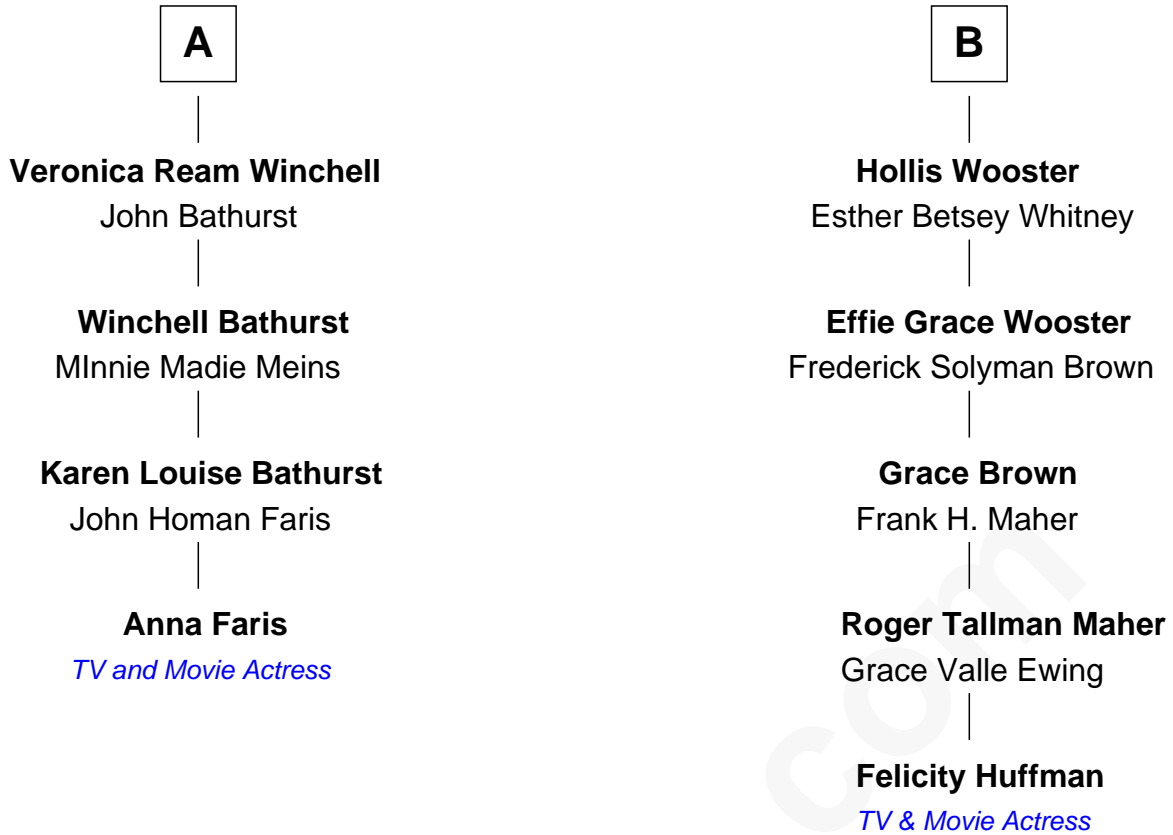 A
Veronica Ream Winchell
John Bathurst
Winchell Bathurst
MInnie Madie Meins
Karen Louise Bathurst
John Homan Faris
Anna Faris
TV and Movie Actress
B
Hollis Wooster
Esther Betsey Whitney
Effie Grace Wooster
Frederick Solyman Brown
Grace Brown
Frank H. Maher
Roger Tallman Maher
Grace Valle Ewing
Felicity Huffman
TV & Movie Actress
com